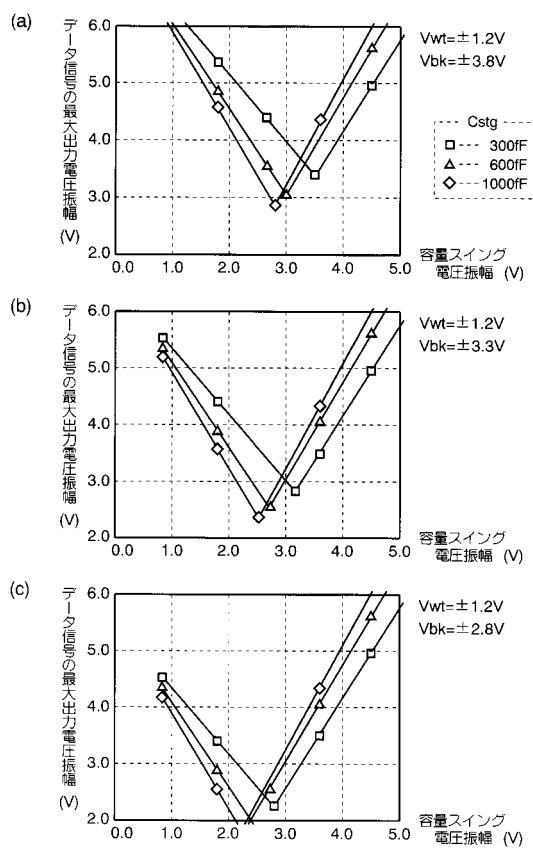 (a)
データ信号の最大出力電圧振幅
(V)
6.0
5.0
4.0
3.0
2.0
0.0 1.0 2.0 3.0 4.0 5.0
容量スイング
電圧振幅 (V)
Vwt=±1.2V
Vbk=±3.8V
Cstg
300fF
600fF
1000fF
(b)
データ信号の最大出力電圧振幅
(V)
6.0
5.0
4.0
3.0
2.0
0.0 1.0 2.0 3.0 4.0 5.0
容量スイング
電圧振幅 (V)
Vwt=±1.2V
Vbk=±3.3V
(c)
データ信号の最大出力電圧振幅
(V)
6.0
5.0
4.0
3.0
2.0
0.0 1.0 2.0 3.0 4.0 5.0
容量スイング
電圧振幅 (V)
Vwt=±1.2V
Vbk=±2.8V